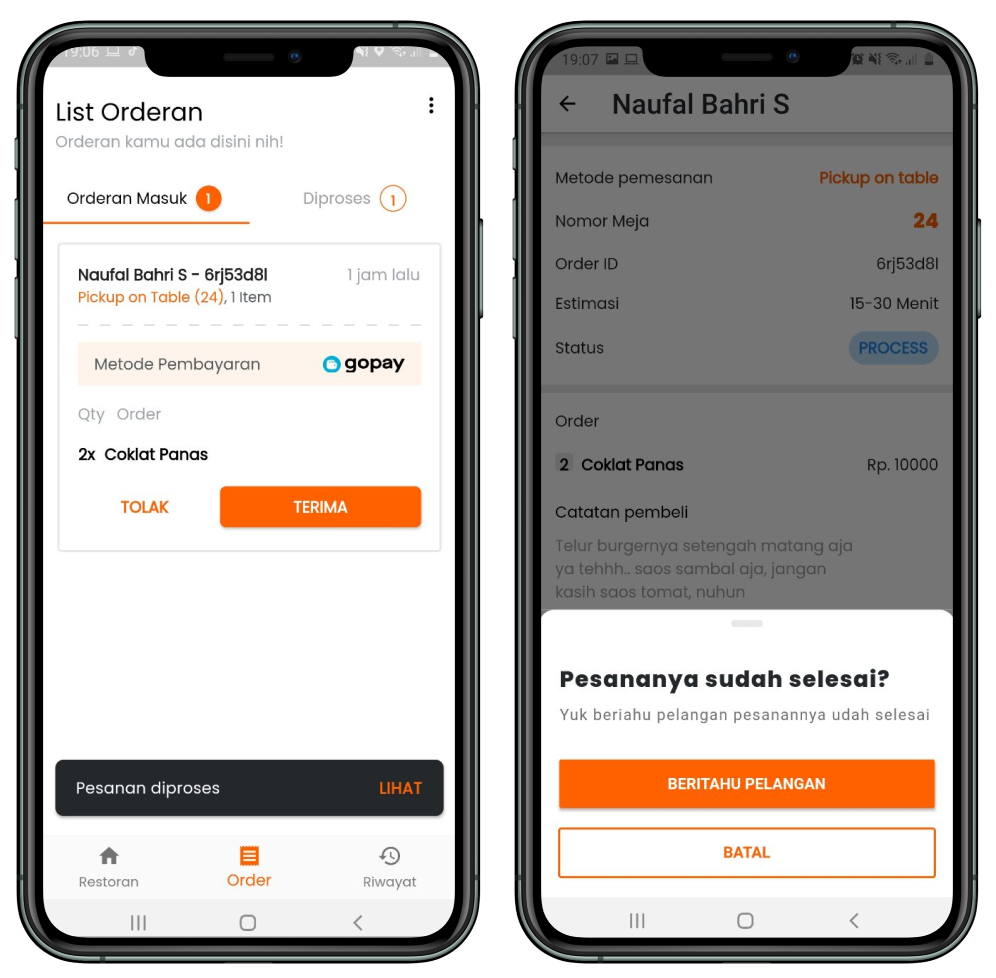 19:06
List Orderan
Orderan kamu ada disini nih!
Orderan Masuk 1
Diproses 1
Naufal Bahri S - 6rj53d8l 1 jam lalu
Pickup on Table (24), 1 Item
Metode Pembayaran gopay
Qty Order
2x Coklat Panas
TOLAK TERIMA
Pesanan diproses LIHAT
Restoran Order Riwayat
19:07
Naufal Bahri S
Metode pemesanan Pickup on table
Nomor Meja 24
Order ID 6rj53d8l
Estimasi 15-30 Menit
Status PROCESS
Order
2 Coklat Panas Rp. 10000
Catatan pembeli
Telur burgernya setengah matang aja
ya tehhh.. saos sambal aja, jangan
kasih saos tomat, nuhun
Pesananya sudah selesai?
Yuk beriahu pelangan pesanannya udah selesai
BERITAHU PELANGAN
BATAL